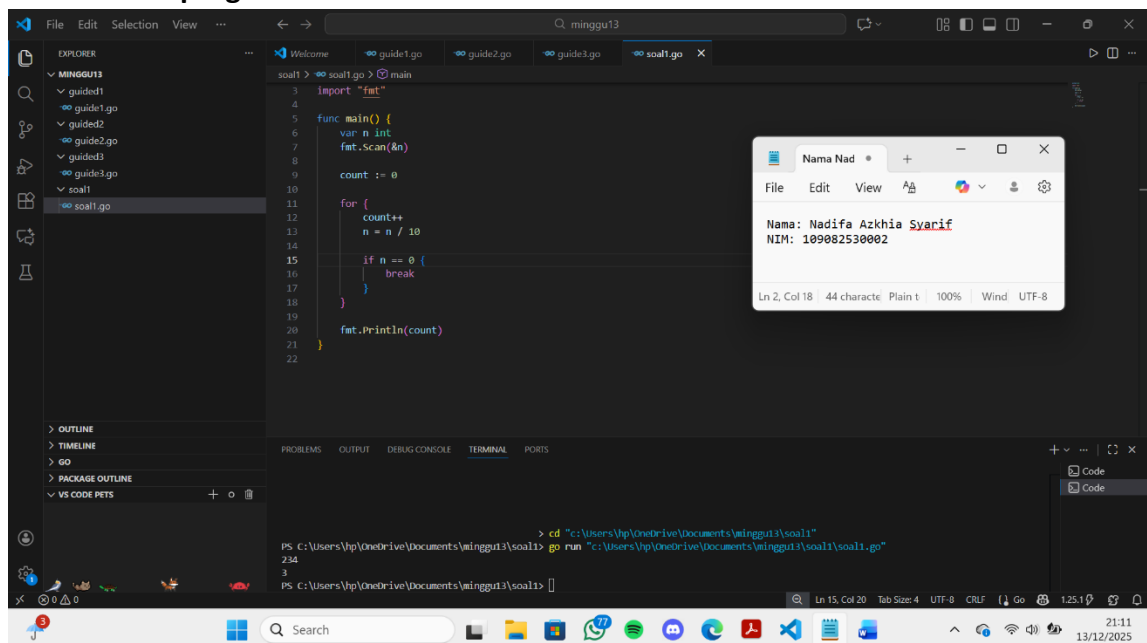 File Edit Selection View ...
minggu13
EXPLORER
MINGGU13
guided1
guide1.go
guided2
guide2.go
guided3
guide3.go
soal1
soal1.go
OUTLINE
TIMELINE
GO
PACKAGE OUTLINE
VS CODE PETS
Welcome guide1.go guide2.go guide3.go soal1.go
soal1 > soal1.go > main
3 import "fmt"
4
5 func main() {
6 var n int
7 fmt.Scan(&n)
8
9 count := 0
10
11 for {
12 count++
13 n = n / 10
14
15 if n == 0 {
16 break
17 }
18 }
19
20 fmt.Println(count)
21 }
22
Nama Nad
File Edit View
Nama: Nadifa Azkhia Syarif
NIM: 109082530002
Ln 2, Col 18 44 characte Plain t 100% Wind UTF-8
PROBLEMS OUTPUT DEBUG CONSOLE TERMINAL PORTS
Code
Code
> cd "c:\Users\hp\OneDrive\Documents\minggu13\soal1"
PS C:\Users\hp\OneDrive\Documents\minggu13\soal1> go run "c:\Users\hp\OneDrive\Documents\minggu13\soal1\soal1.go"
234
3
PS C:\Users\hp\OneDrive\Documents\minggu13\soal1>
0 0 Ln 15, Col 20 Tab Size: 4 UTF-8 CRLF Go 1.25.1
3 Search 77 21:11
13/12/2025